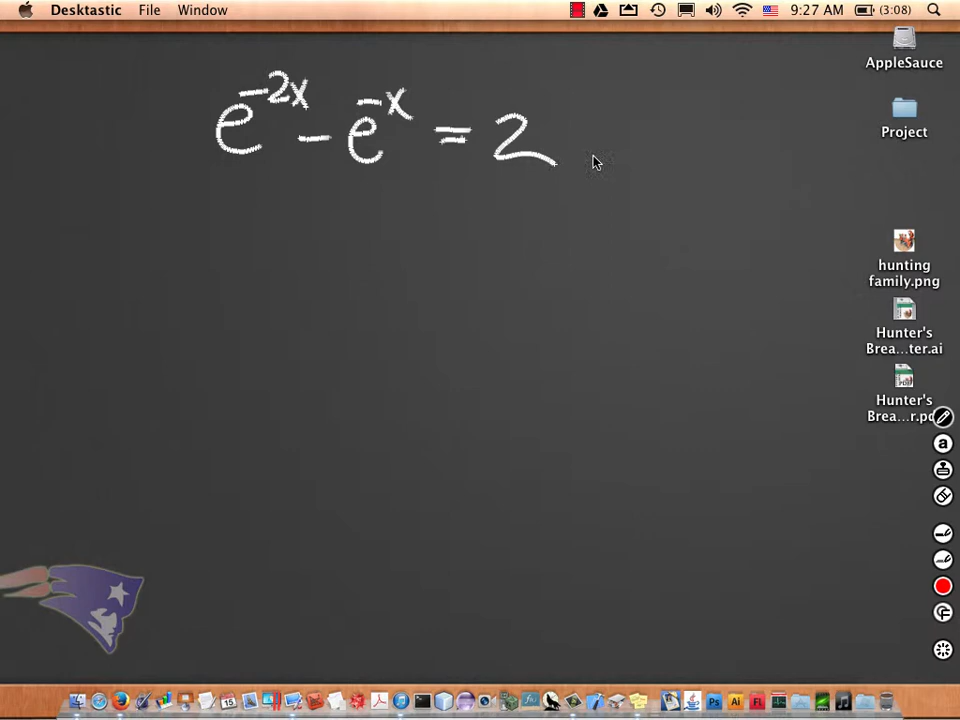 Desktastic File Window 9:27 AM (3:08)
AppleSauce
Project
hunting
family.png
Hunter's
Brea...ter.ai
Hunter's
Brea...r.pd
a
e^{-2x} - e^{-x} = 2